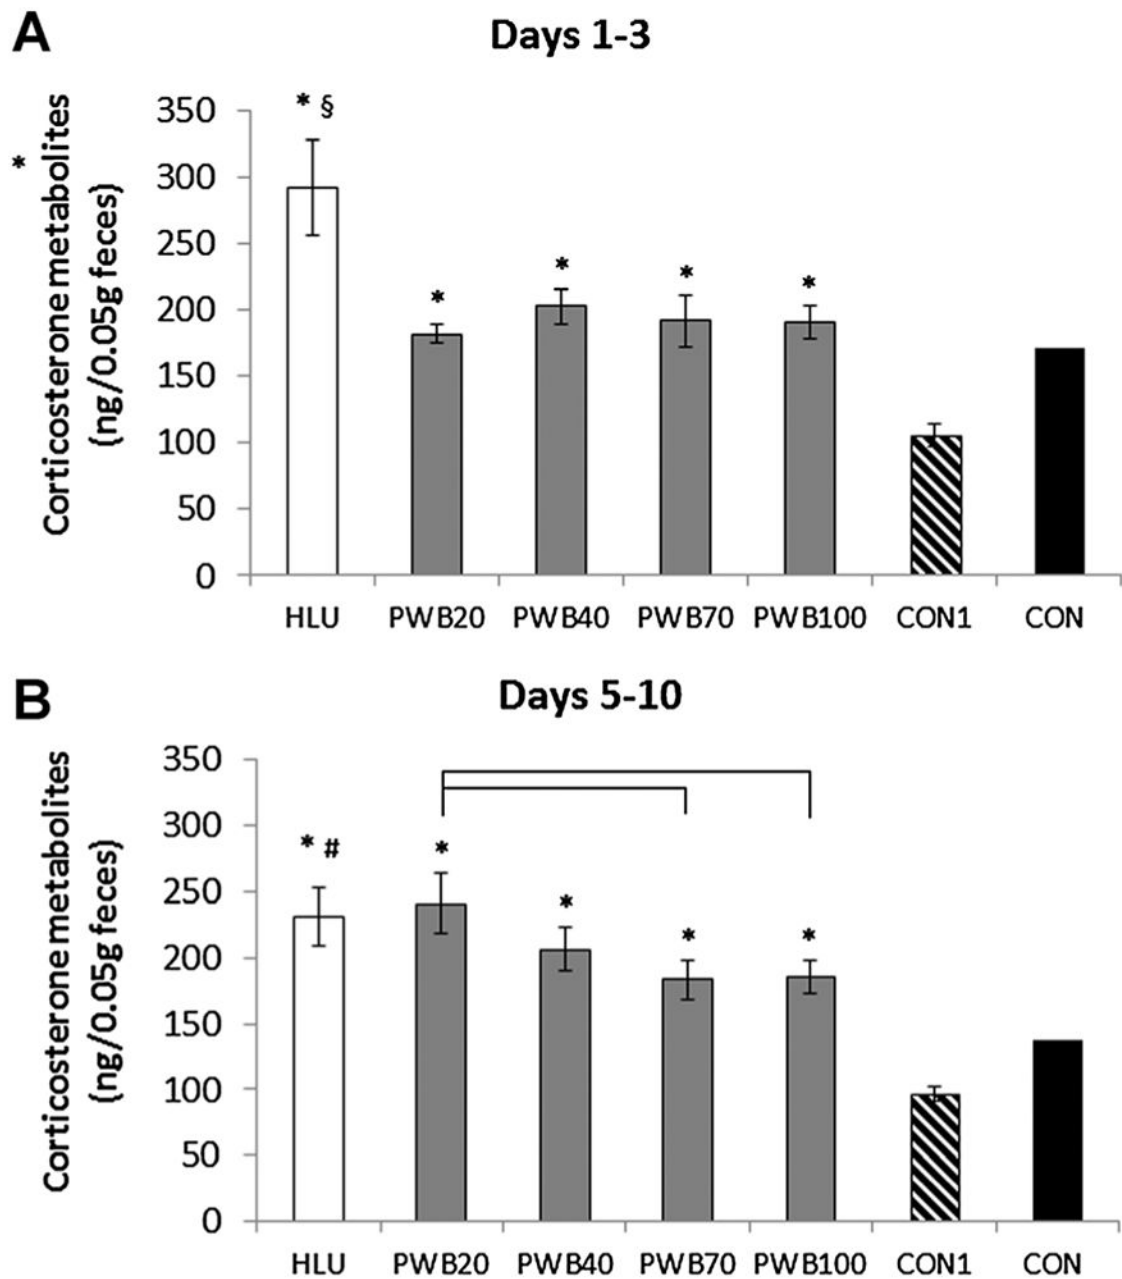 A
Days 1-3
*
Corticosterone metabolites
(ng/0.05g feces)
350
300
250
200
150
100
50
0
* §
*
*
*
*
HLU PWB20 PWB40 PWB70 PWB100 CON1 CON
B
Days 5-10
Corticosterone metabolites
(ng/0.05g feces)
350
300
250
200
150
100
50
0
* #
*
*
*
*
HLU PWB20 PWB40 PWB70 PWB100 CON1 CON